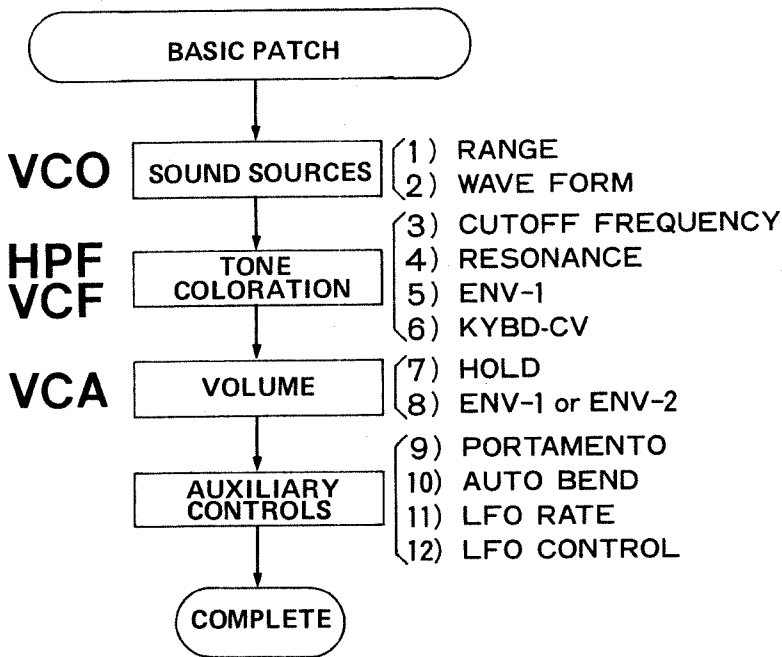 BASIC PATCH
VCO
SOUND SOURCES
1) RANGE
2) WAVE FORM
HPF
VCF
TONE
COLORATION
3) CUTOFF FREQUENCY
4) RESONANCE
5) ENV-1
6) KYBD-CV
VCA
VOLUME
7) HOLD
8) ENV-1 or ENV-2
AUXILIARY
CONTROLS
9) PORTAMENTO
10) AUTO BEND
11) LFO RATE
12) LFO CONTROL
COMPLETE